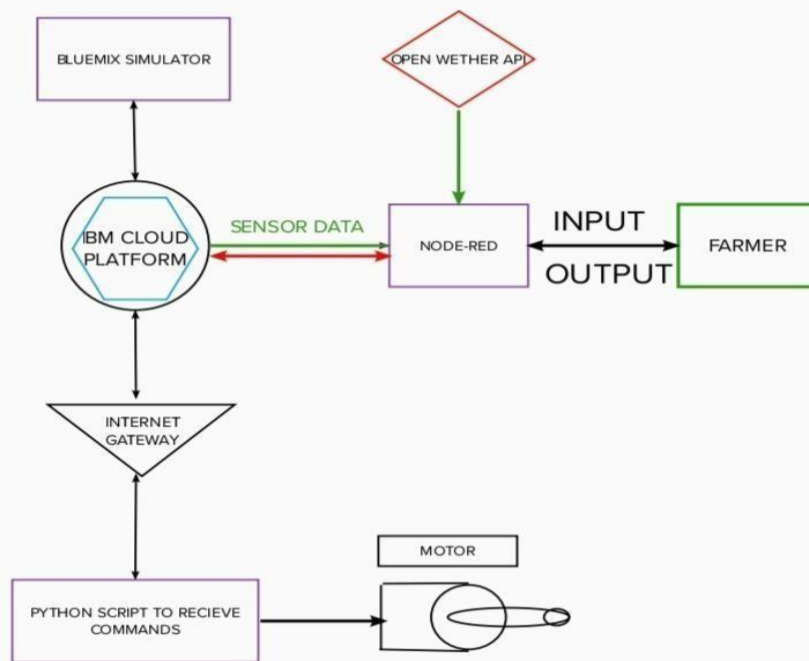 BLUEMIX SIMULATOR
OPEN WETHER API
IBM CLOUD
PLATFORM
SENSOR DATA
NODE-RED
INPUT
OUTPUT
FARMER
INTERNET
GATEWAY
MOTOR
PYTHON SCRIPT TO RECIEVE
COMMANDS